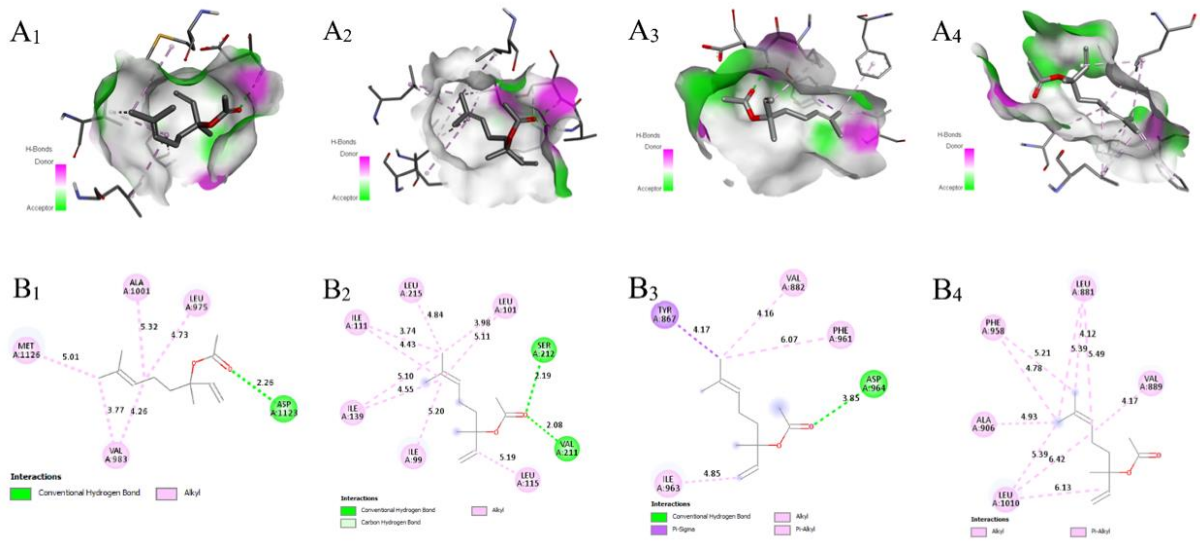 A1
A2
A3
A4
H-Bonds
Donor
Acceptor
H-Bonds
Donor
Acceptor
H-Bonds
Donor
Acceptor
H-Bonds
Donor
Acceptor
B1
ALA
A:1001
LEU
A:975
MET
A:1126
5.32
4.73
5.01
2.26
ASP
A:1123
3.77
4.26
VAL
A:983
Interactions
Conventional Hydrogen Bond
Alkyl
B2
LEU
A:215
LEU
A:101
ILE
A:111
3.74
4.84
3.98
5.11
4.43
SER
A:212
2.19
5.10
4.55
ILE
A:139
5.20
2.08
VAL
A:211
ILE
A:99
5.19
LEU
A:115
Interactions
Conventional Hydrogen Bond
Carbon Hydrogen Bond
Alkyl
B3
VAL
A:882
TYR
A:867
4.17
4.16
6.07
PHE
A:961
ASP
A:964
3.85
ILE
A:963
4.85
Interactions
Conventional Hydrogen Bond
Pi-Sigma
Alkyl
Pi-Alkyl
B4
LEU
A:881
PHE
A:958
4.12
5.21
5.39
5.49
4.78
VAL
A:889
4.17
ALA
A:906
4.93
5.39
6.42
LEU
A:1010
6.13
Interactions
Alkyl
Pi-Alkyl